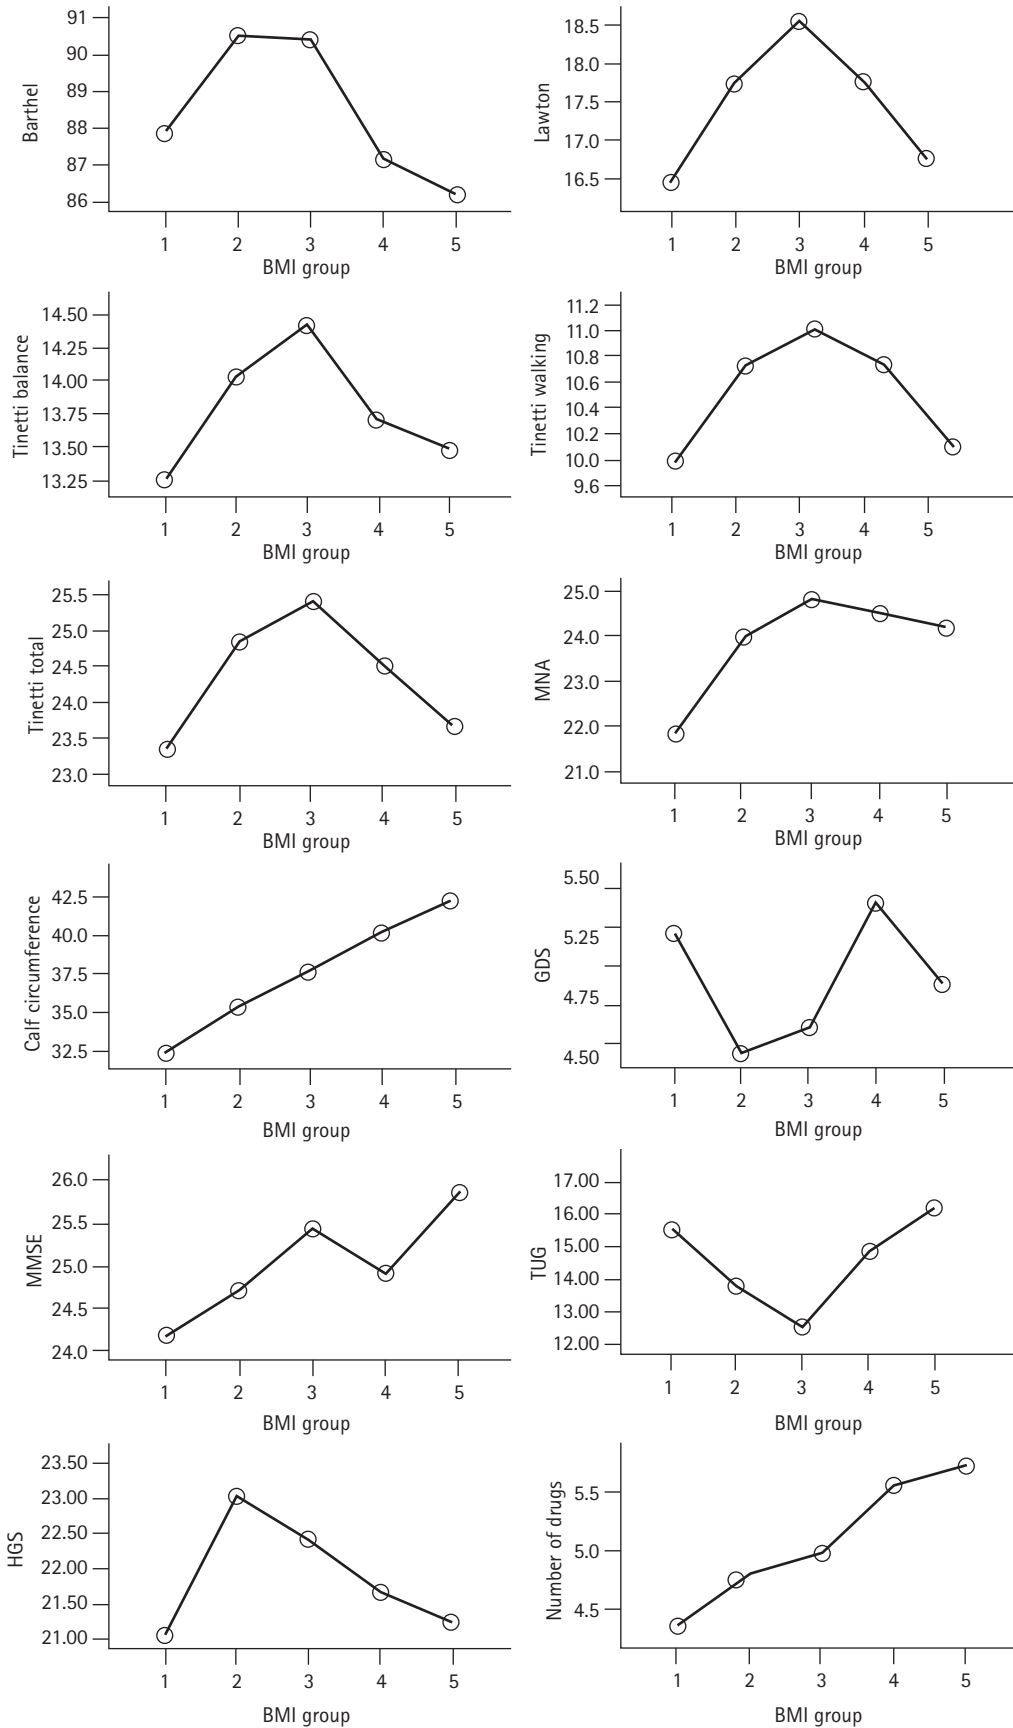 Barthel
91
90
89
88
87
86
1 2 3 4 5
BMI group
Lawton
18.5
18.0
17.5
17.0
16.5
1 2 3 4 5
BMI group
Tinetti balance
14.50
14.25
14.00
13.75
13.50
13.25
1 2 3 4 5
BMI group
Tinetti walking
11.2
11.0
10.8
10.6
10.4
10.2
10.0
9.6
1 2 3 4 5
BMI group
Tinetti total
25.5
25.0
24.5
24.0
23.5
23.0
1 2 3 4 5
BMI group
MNA
25.0
24.0
23.0
22.0
21.0
1 2 3 4 5
BMI group
Calf circumference
42.5
40.0
37.5
35.0
32.5
1 2 3 4 5
BMI group
GDS
5.50
5.25
4.75
4.50
1 2 3 4 5
BMI group
MMSE
26.0
25.5
25.0
24.5
24.0
1 2 3 4 5
BMI group
TUG
17.00
16.00
15.00
14.00
13.00
12.00
1 2 3 4 5
BMI group
HGS
23.50
23.00
22.50
22.00
21.50
21.00
1 2 3 4 5
BMI group
Number of drugs
5.5
5.0
4.5
1 2 3 4 5
BMI group